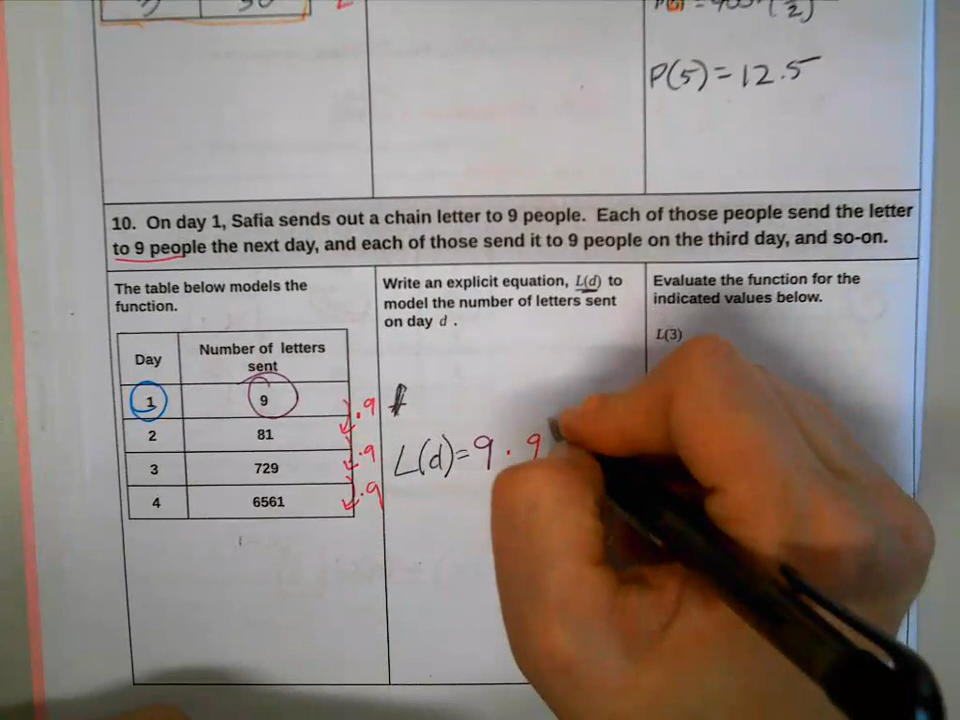 P(5) = 12.5
10. On day 1, Safia sends out a chain letter to 9 people. Each of those people send the letter
to 9 people the next day, and each of those send it to 9 people on the third day, and so-on.
The table below models the
function.
Day Number of letters
sent
1 9
2 81
3 729
4 6561
.9
.9
.9
Write an explicit equation, L(d) to
model the number of letters sent
on day d .
L(d) = 9 . 9
Evaluate the function for the
indicated values below.
L(3)